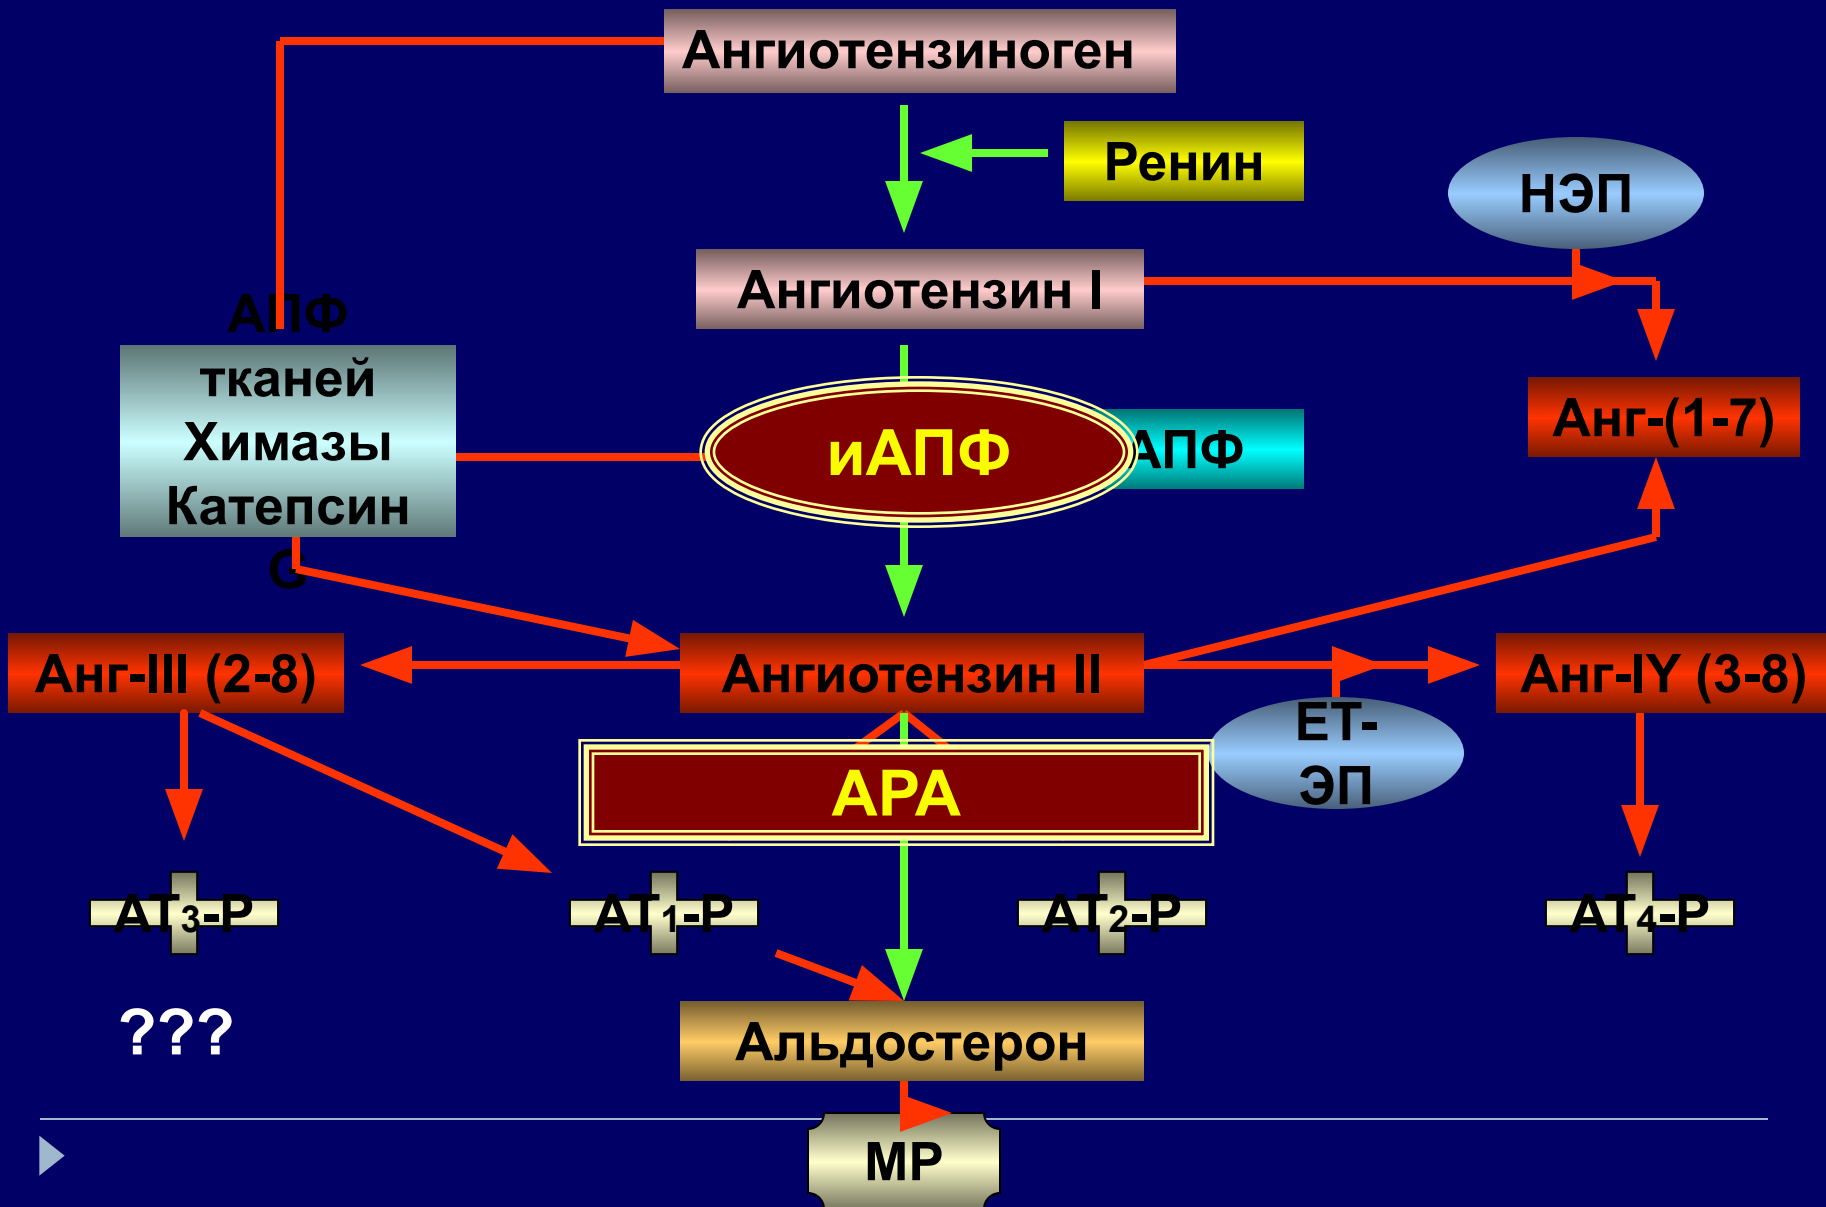 Ангиотензиноген
Ренин
НЭП
Ангиотензин I
АПФ
тканей
Химазы
Катепсин
G
иАПФ
АПФ
Анг-(1-7)
Анг-III (2-8)
Ангиотензин II
Анг-IY (3-8)
ЕТ-
ЭП
АРА
АТ3-Р
АТ1-Р
АТ2-Р
АТ4-Р
???
Альдостерон
МР